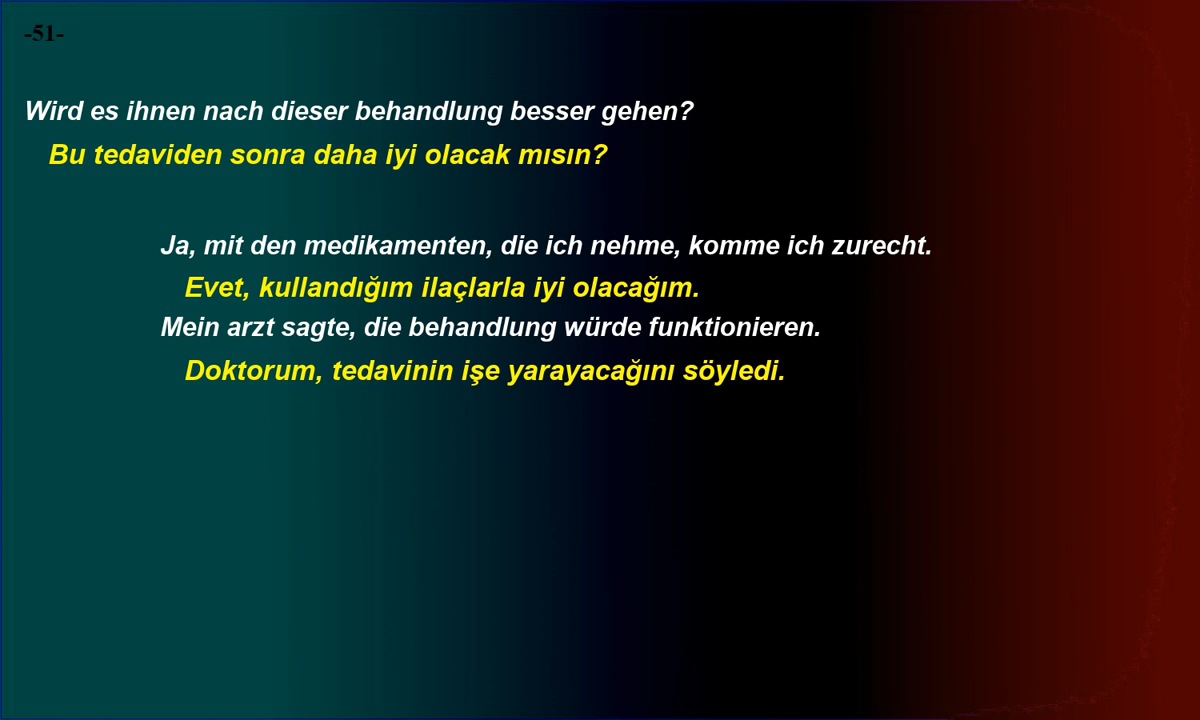 -51-
Wird es ihnen nach dieser behandlung besser gehen?
Bu tedaviden sonra daha iyi olacak mısın?
Ja, mit den medikamenten, die ich nehme, komme ich zurecht.
Evet, kullandığım ilaçlarla iyi olacağım.
Mein arzt sagte, die behandlung würde funktionieren.
Doktorum, tedavinin işe yarayacağını söyledi.